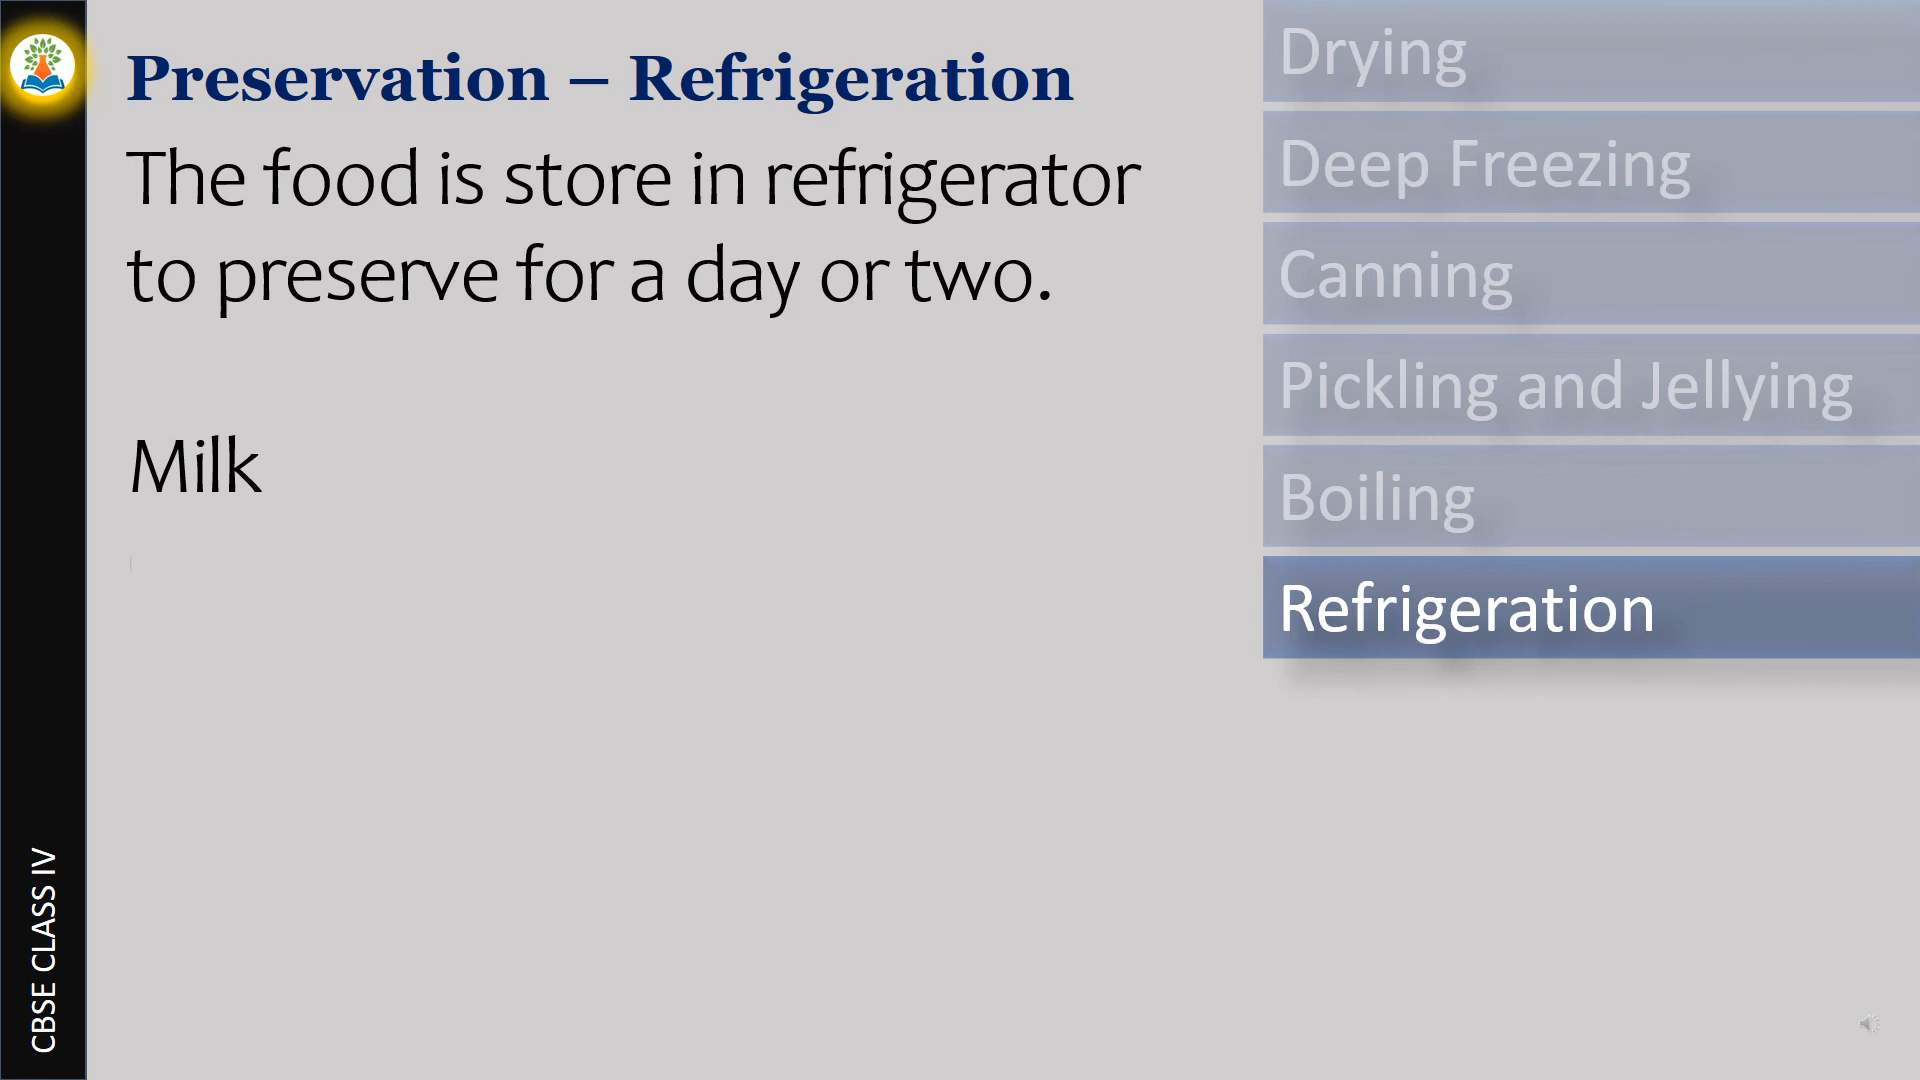 Preservation – Refrigeration
The food is store in refrigerator
to preserve for a day or two.
Milk
Drying
Deep Freezing
Canning
Pickling and Jellying
Boiling
Refrigeration
CBSE CLASS IV